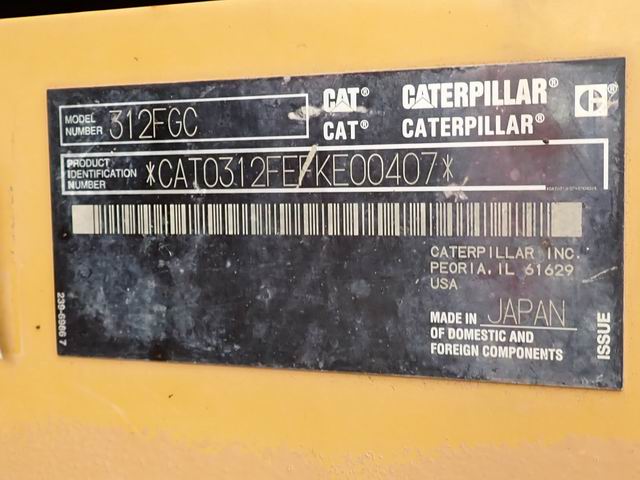 MODEL NUMBER 312FGC
CAT® CATERPILLAR®
CAT® CATERPILLAR®
PRODUCT IDENTIFICATION NUMBER *CAT0312FEFKE00407*
CATERPILLAR INC.
PEORIA, IL 61629
USA
MADE IN JAPAN
OF DOMESTIC AND
FOREIGN COMPONENTS
ISSUE
239-6966 7